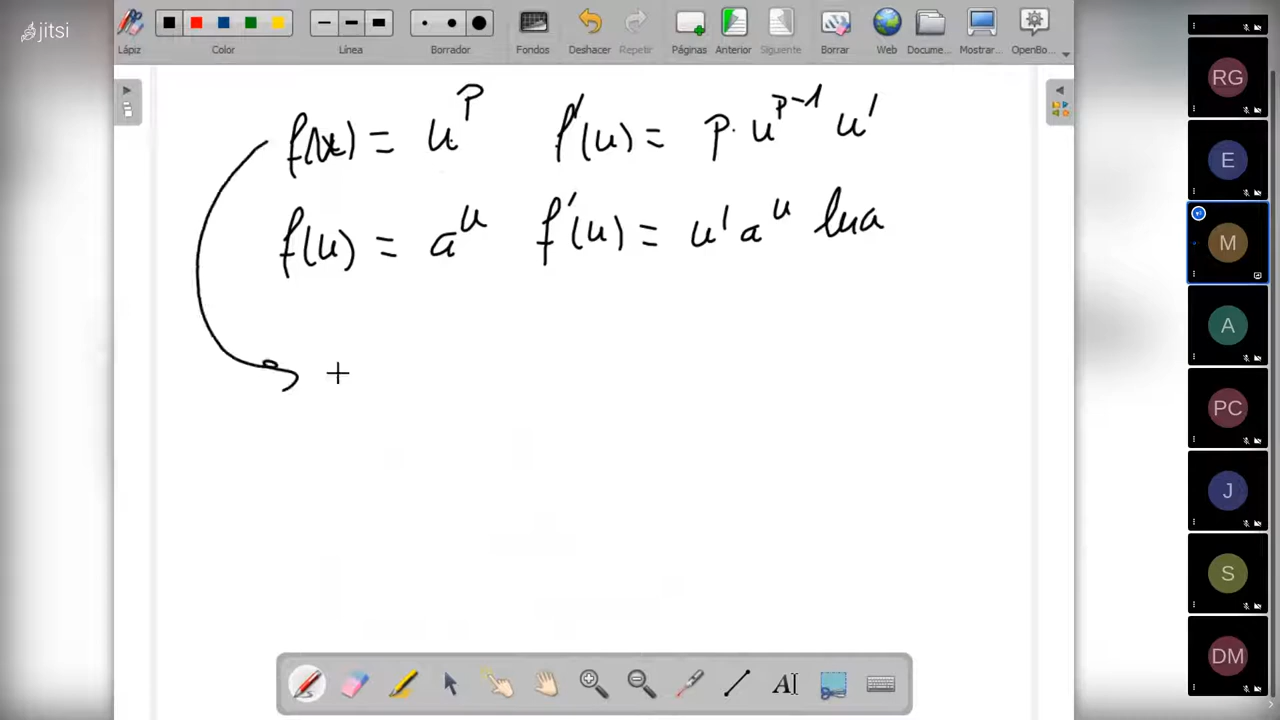 jitsi
Lápiz Color Línea Borrador Fondos Deshacer Repetir Páginas Anterior Siguiente Borrar Web Docume... Mostrar... OpenBo...
f(x) = u^p f'(u) = p· u^{p-1} u'
f(u) = a^u f'(u) = u' a^u ln a
RG
E
M
A
PC
J
S
DM